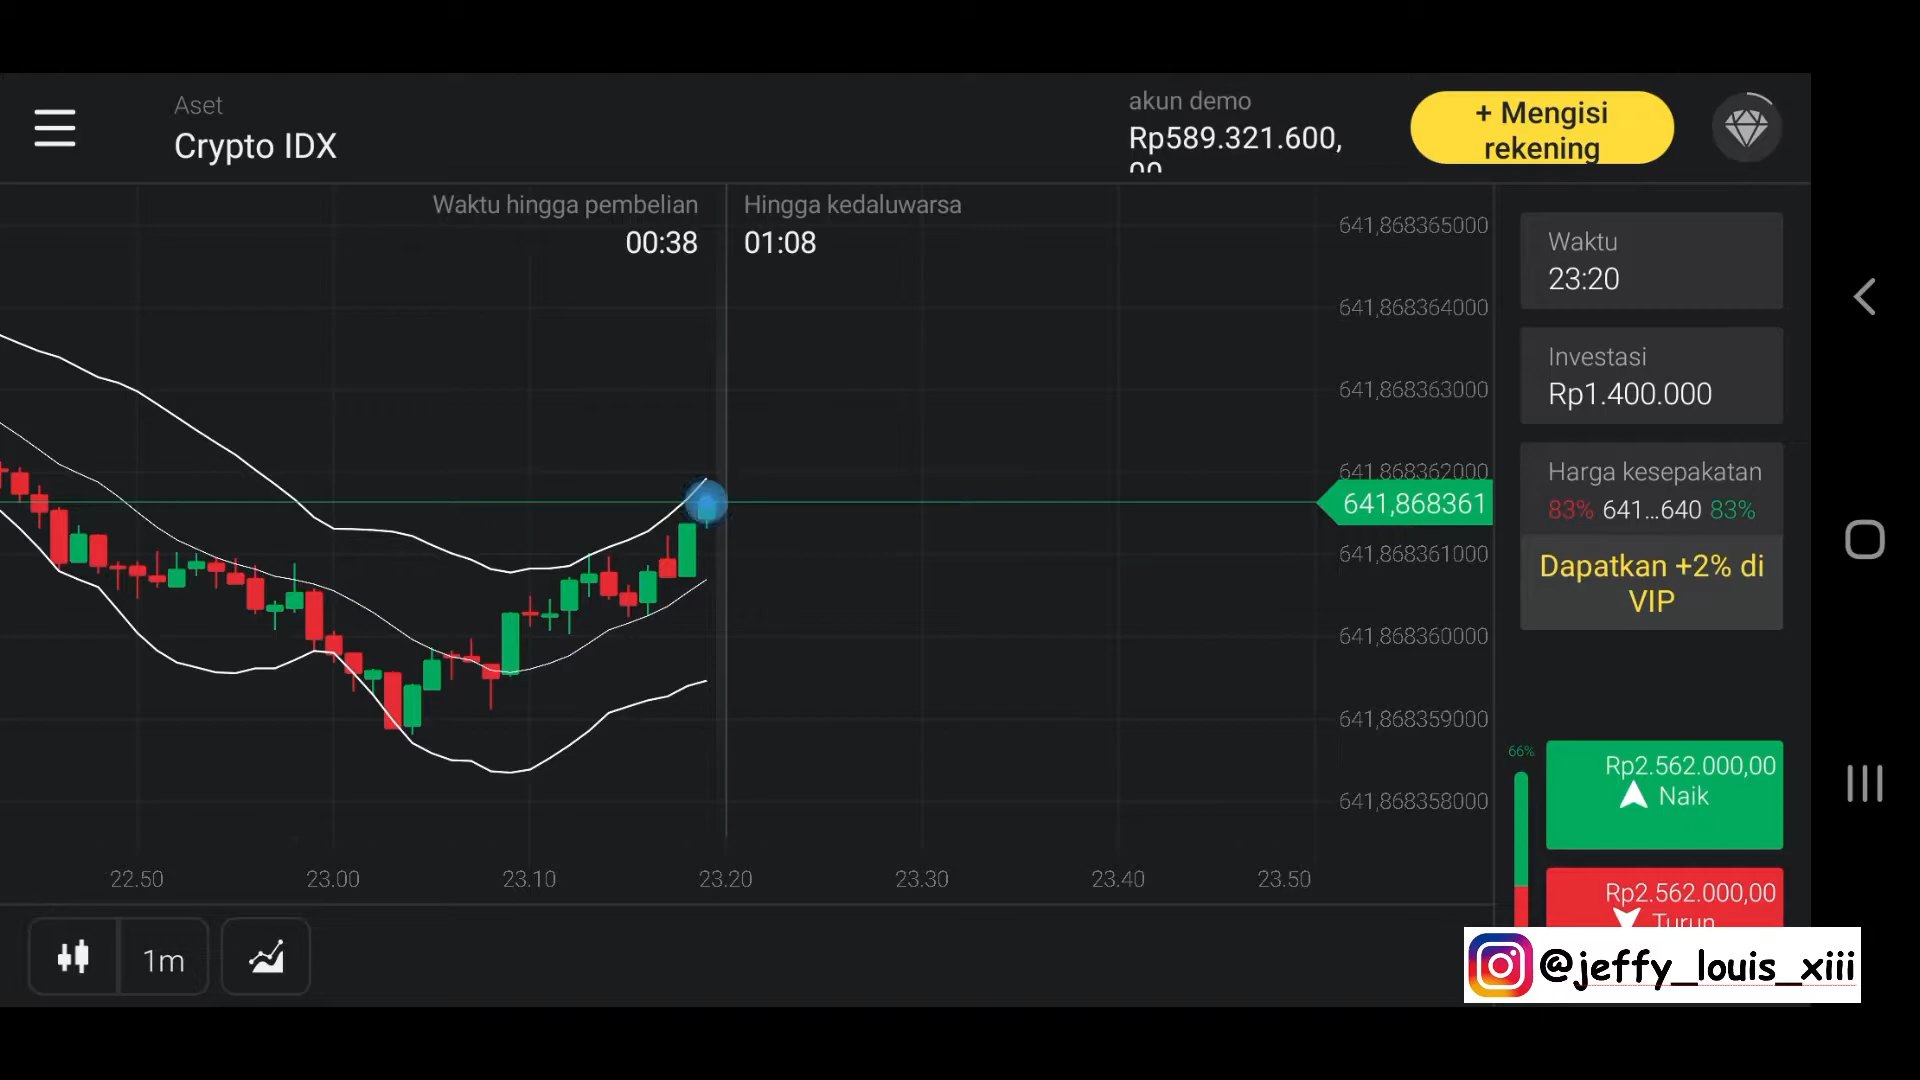 Aset
Crypto IDX
akun demo
Rp589.321.600,
+ Mengisi
rekening
Waktu hingga pembelian
00:38
Hingga kedaluwarsa
01:08
641,868365000
641,868364000
641,868363000
641,868362000
641,868361
641,868361000
641,868360000
641,868359000
641,868358000
Waktu
23:20
Investasi
Rp1.400.000
Harga kesepakatan
83% 641...640 83%
Dapatkan +2% di
VIP
66%
Rp2.562.000,00
Naik
Rp2.562.000,00
Turun
22.50
23.00
23.10
23.20
23.30
23.40
23.50
1m
@jeffy_louis_xiii